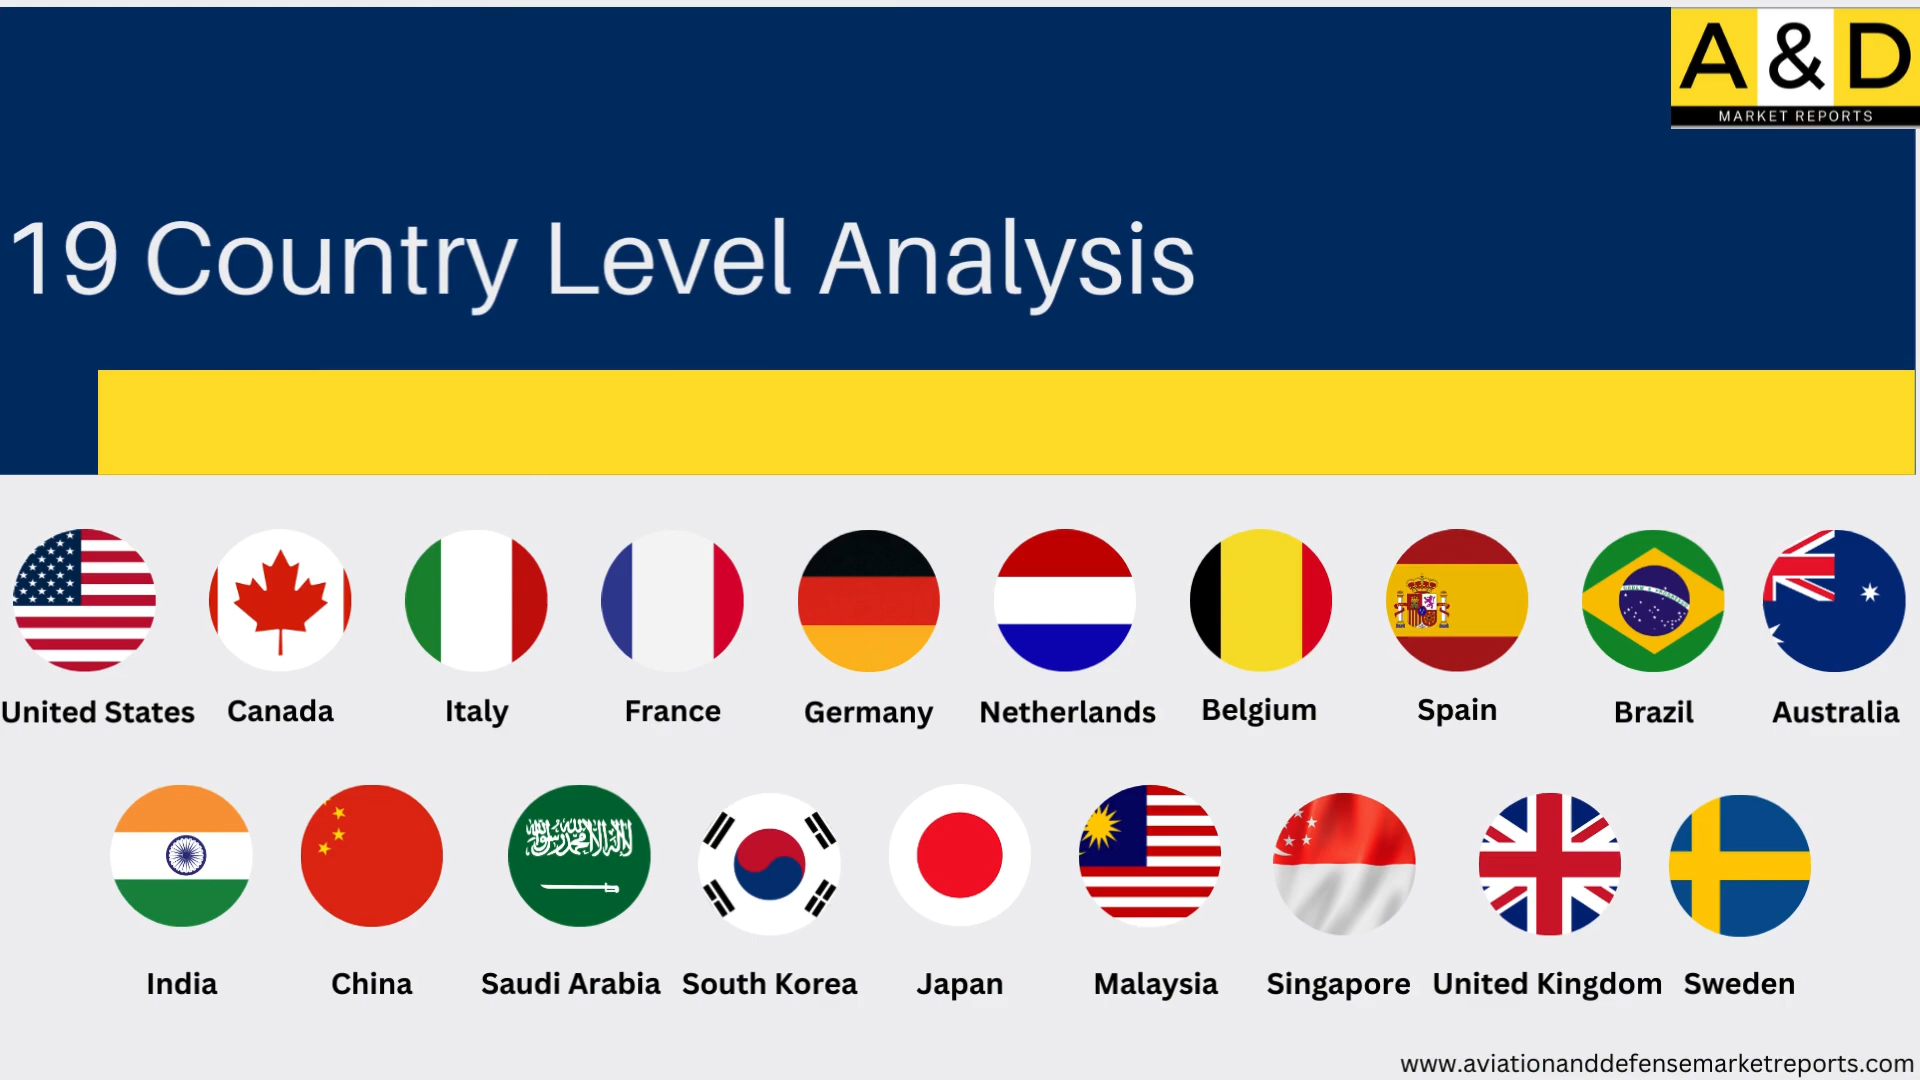 A & D
MARKET REPORTS
19 Country Level Analysis
United States Canada Italy France Germany Netherlands Belgium Spain Brazil Australia
India China Saudi Arabia South Korea Japan Malaysia Singapore United Kingdom Sweden
www.aviationanddefensemarketreports.com